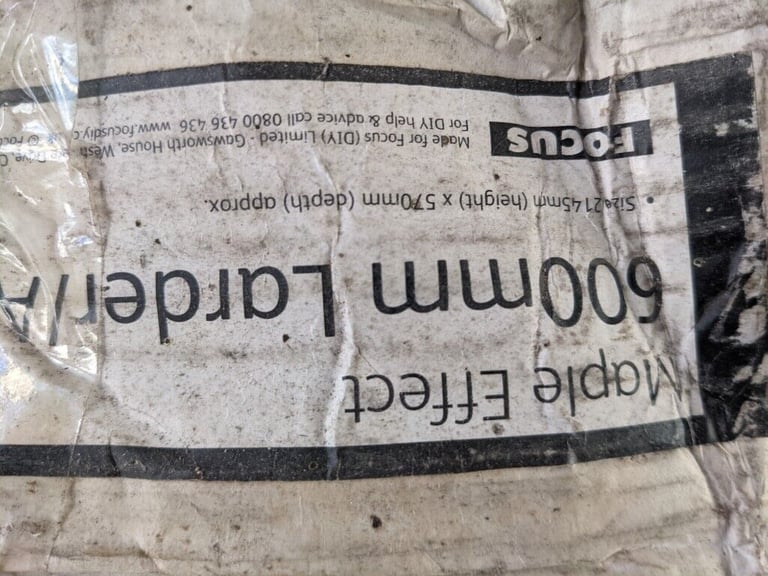 Maple Effect
600mm Larder/A
• Size 2145mm (height) x 570mm (depth) approx.
FOCUS
Made for Focus (DIY) Limited · Gawsworth House, West
For DIY help & advice call 0800 436 436 www.focusdiy.c